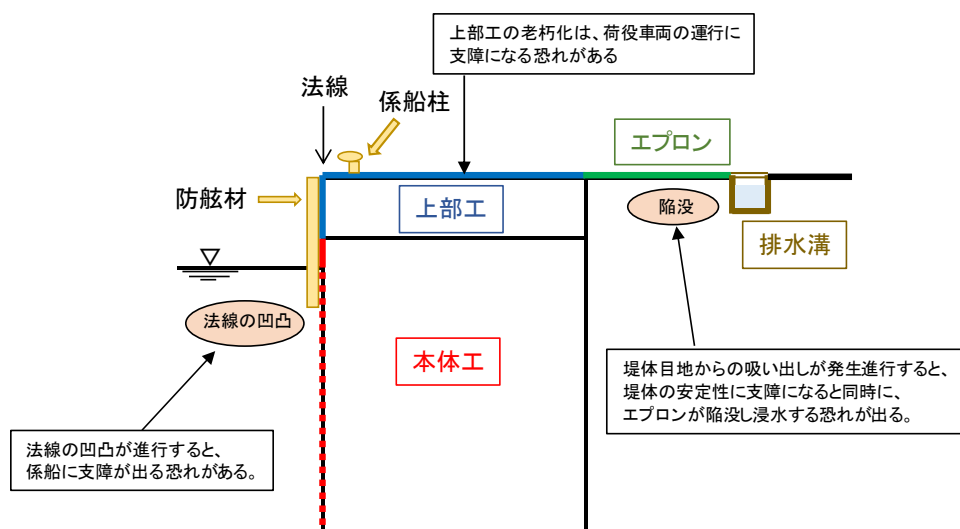 上部工の老朽化は、荷役車両の運行に
支障になる恐れがある
法線
係船柱
エプロン
防舷材
上部工
陥没
排水溝
法線の凹凸
本体工
堤体目地からの吸い出しが発生進行すると、
堤体の安定性に支障になると同時に、
エプロンが陥没し浸水する恐れが出る。
法線の凹凸が進行すると、
係船に支障が出る恐れがある。